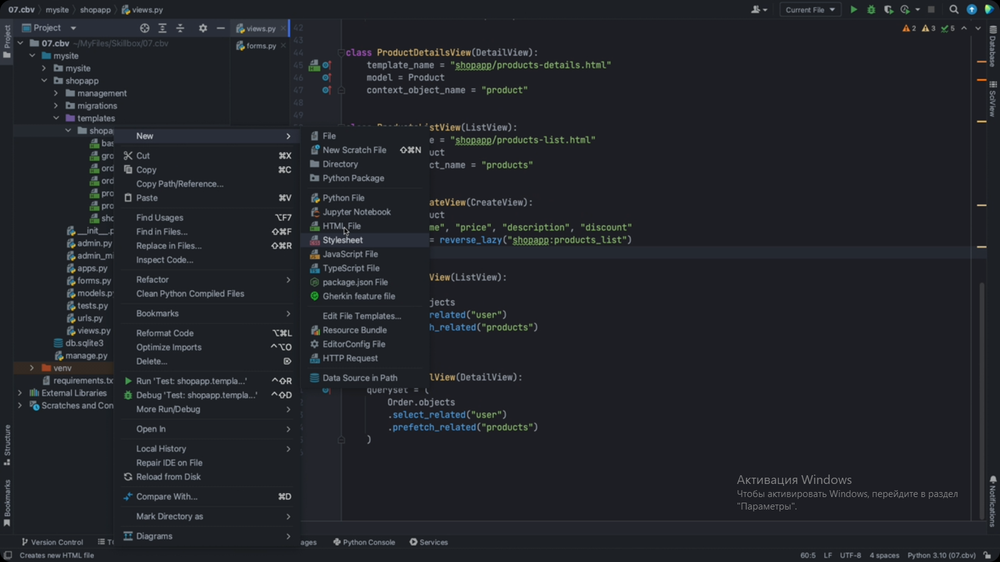 07.cbv mysite shopapp views.py
Current File
Project
views.py
forms.py
2 3 5
07.cbv ~/MyFiles/Skillbox/07.cbv
mysite
mysite
shopapp
management
migrations
templates
shopap
bas
gro
ord
ord
pro
pro
sho
__init__.p
admin.py
admin_mi
apps.py
forms.py
models.py
tests.py
urls.py
views.py
db.sqlite3
manage.py
venv
requirements.tx
External Libraries
Scratches and Con
Project
Structure
Bookmarks
New
Cut ⌘X
Copy ⌘C
Copy Path/Reference...
Paste ⌘V
Find Usages ⌥F7
Find in Files... ⇧⌘F
Replace in Files... ⇧⌘R
Inspect Code...
Refactor
Clean Python Compiled Files
Bookmarks
Reformat Code ⌥⌘L
Optimize Imports ^⌥O
Delete... ⌦
Run 'Test: shopapp.templa...' ^⇧R
Debug 'Test: shopapp.templa...' ^⇧D
More Run/Debug
Open In
Local History
Repair IDE on File
Reload from Disk
Compare With... ⌘D
Mark Directory as
Diagrams
File
New Scratch File ⇧⌘N
Directory
Python Package
Python File
Jupyter Notebook
HTML File
Stylesheet
JavaScript File
TypeScript File
package.json File
Gherkin feature file
Edit File Templates...
Resource Bundle
EditorConfig File
HTTP Request
Data Source in Path
42
43
44 class ProductDetailsView(DetailView):
45 template_name = "shopapp/products-details.html"
46 model = Product
47 context_object_name = "product"
48
49
stView(ListView):
e = "shopapp/products-list.html"
uct
ct_name = "products"
ateView(CreateView):
uct
me", "price", "description", "discount"
= reverse_lazy("shopapp:products_list")
View(ListView):
jects
related("user")
h_related("products")
lView(DetailView):
queryset = (
Order.objects
.select_related("user")
.prefetch_related("products")
)
Database
SciView
Notifications
Активация Windows
Чтобы активировать Windows, перейдите в раздел
"Параметры".
Version Control
ages
Python Console
Services
Creates new HTML file
60:5 LF UTF-8 4 spaces Python 3.10 (07.cbv)